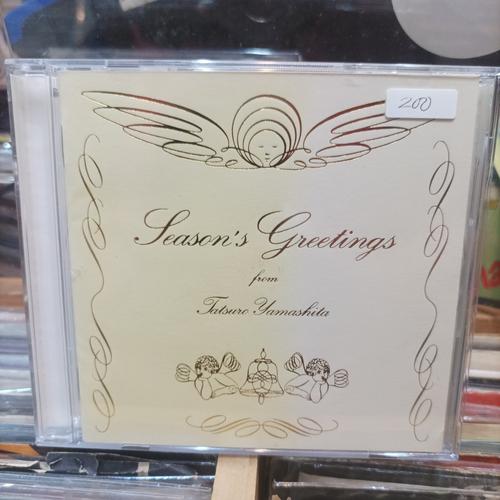 200
Season's Greetings
from
Tatsuro Yamashita